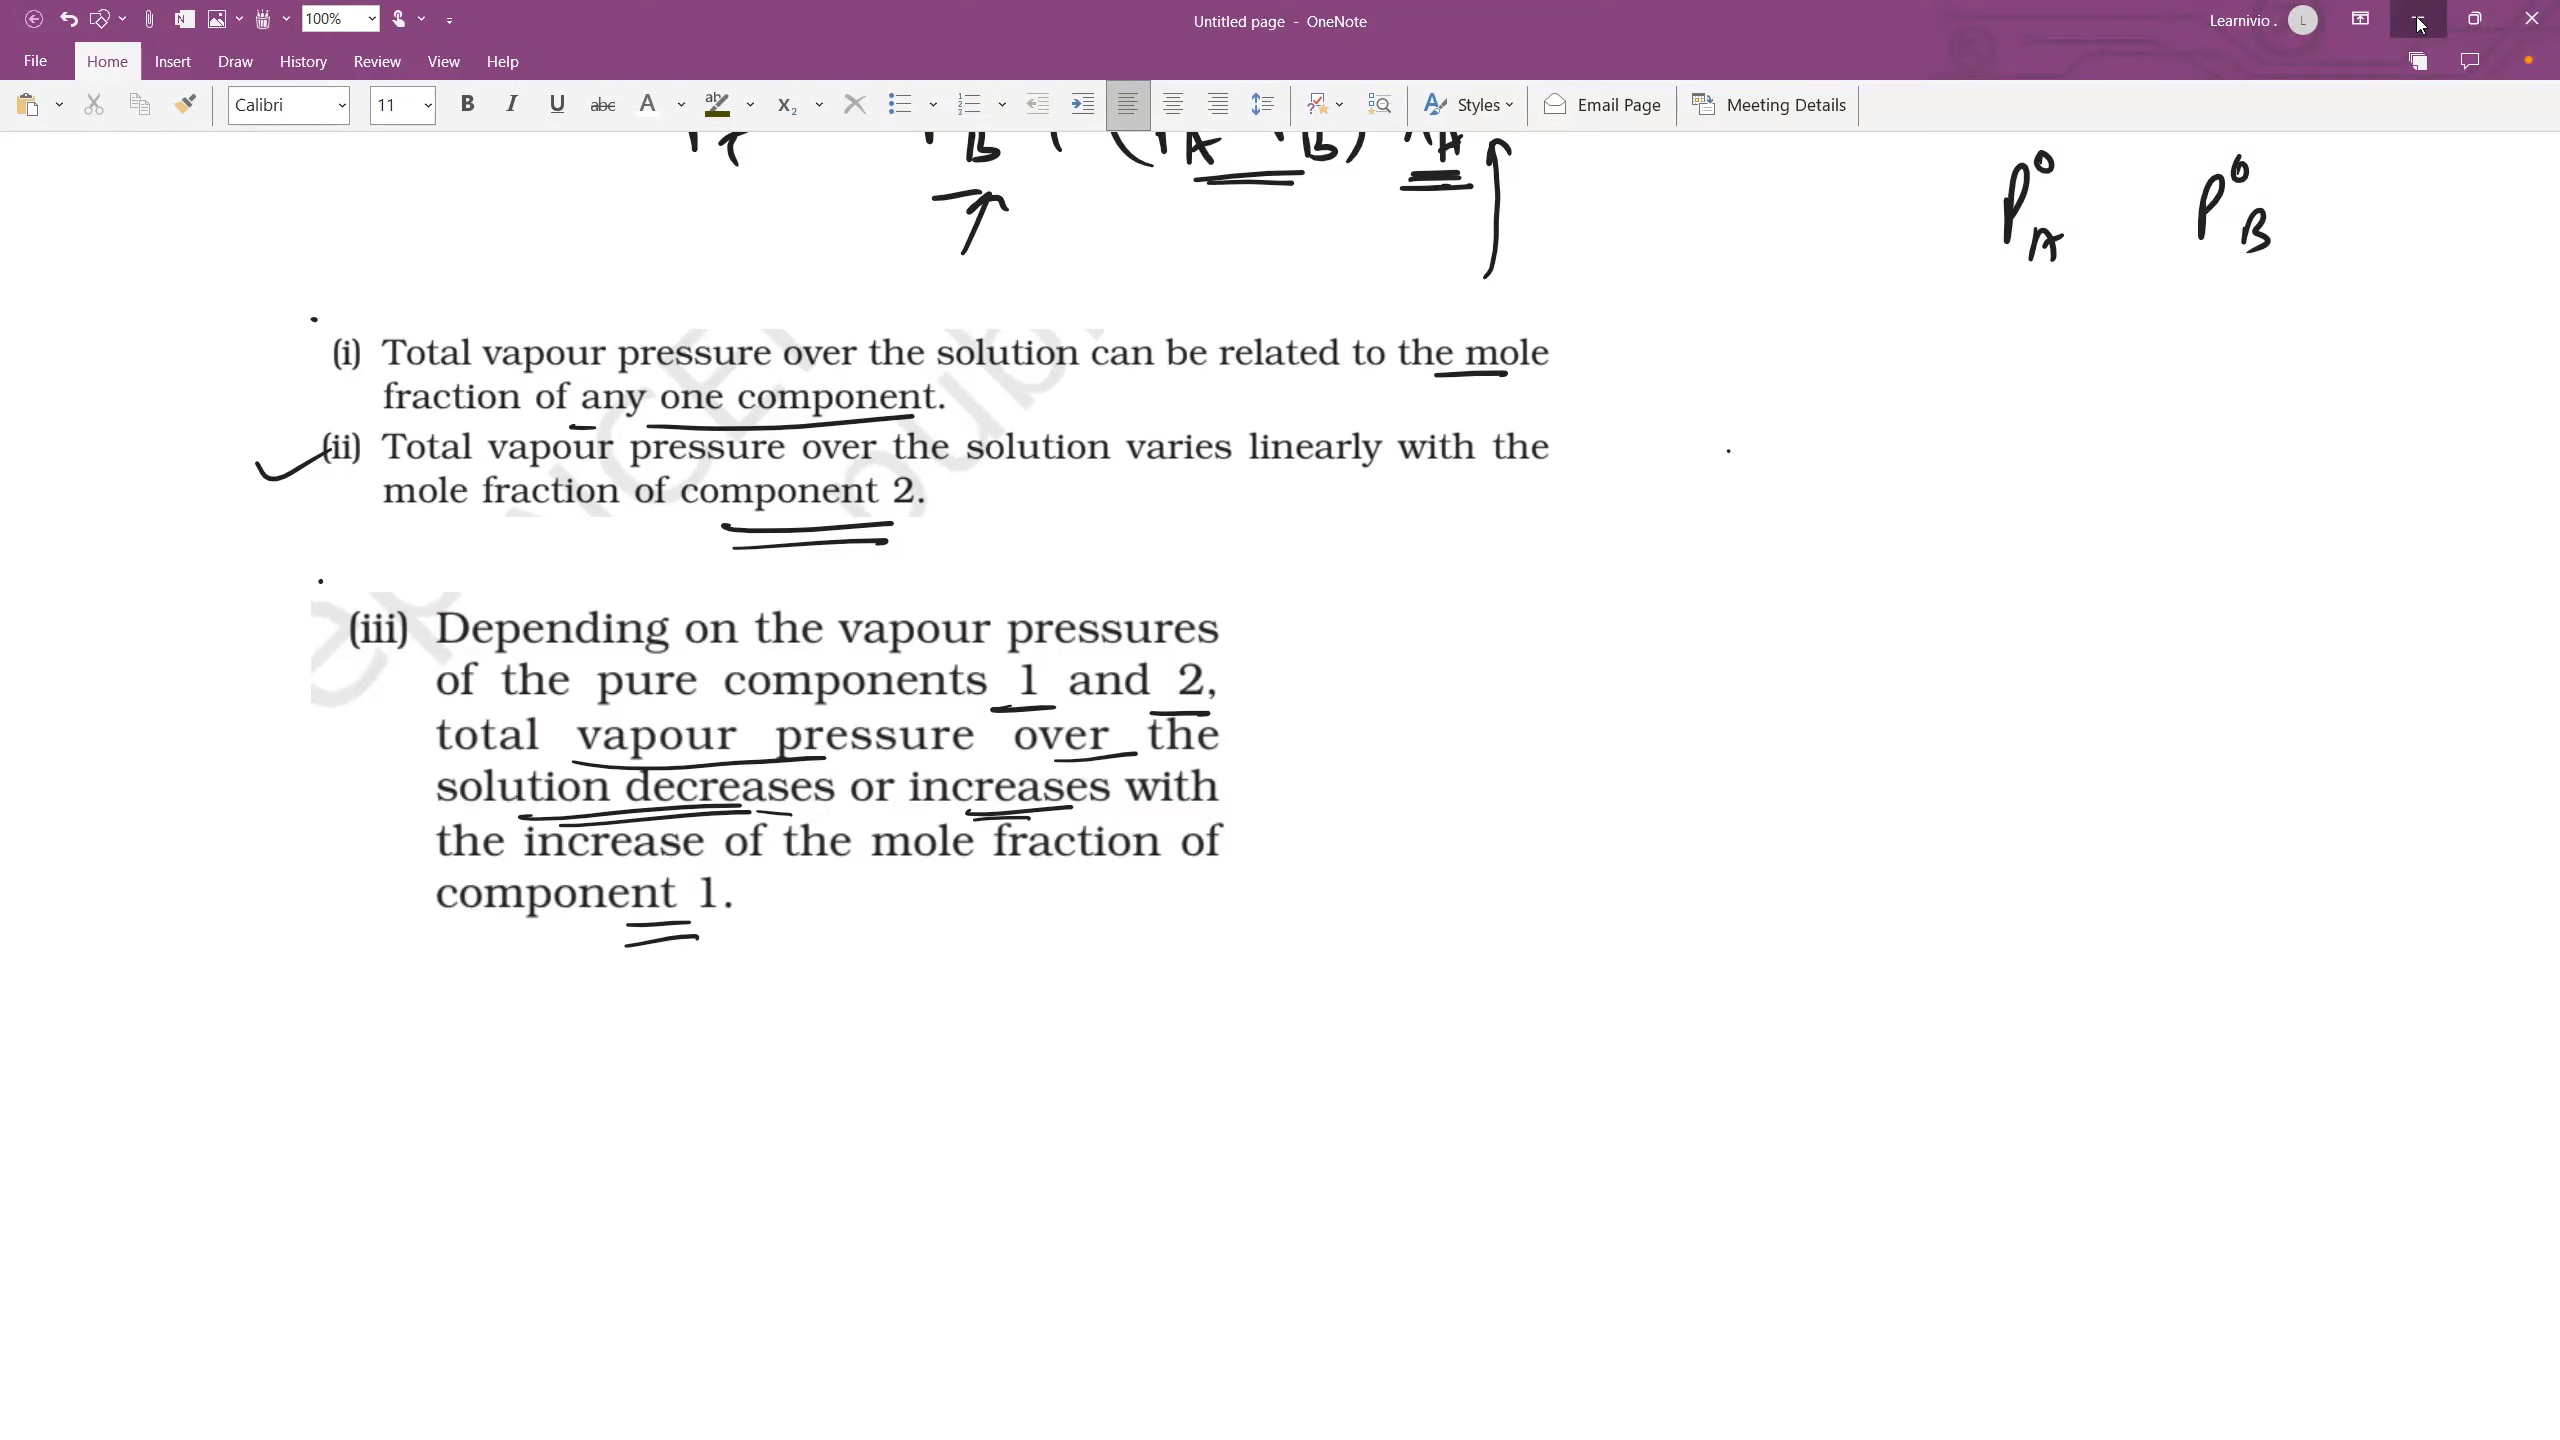 100%
Untitled page - OneNote
Learnivio .
L
File Home Insert Draw History Review View Help
Calibri 11 B I U abc A ab X₂ Styles Email Page Meeting Details
P°A P°B
(i) Total vapour pressure over the solution can be related to the mole
fraction of any one component.
(ii) Total vapour pressure over the solution varies linearly with the
mole fraction of component 2.
(iii) Depending on the vapour pressures
of the pure components 1 and 2,
total vapour pressure over the
solution decreases or increases with
the increase of the mole fraction of
component 1.